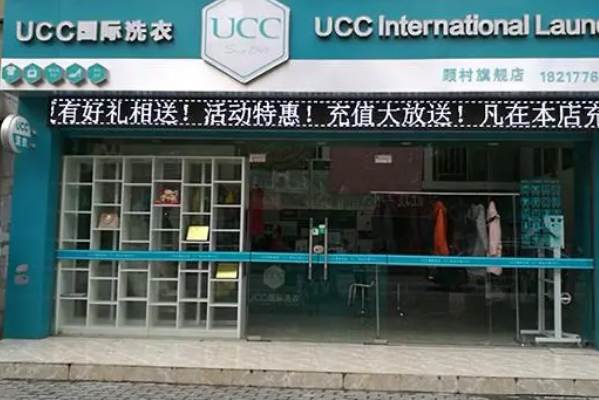 UCC国际洗衣
UCC
UCC International Laun
顾村旗舰店 1821776
有好礼相送！活动特惠！充值大放送！凡在本店充
UCC
UCC国际洗衣